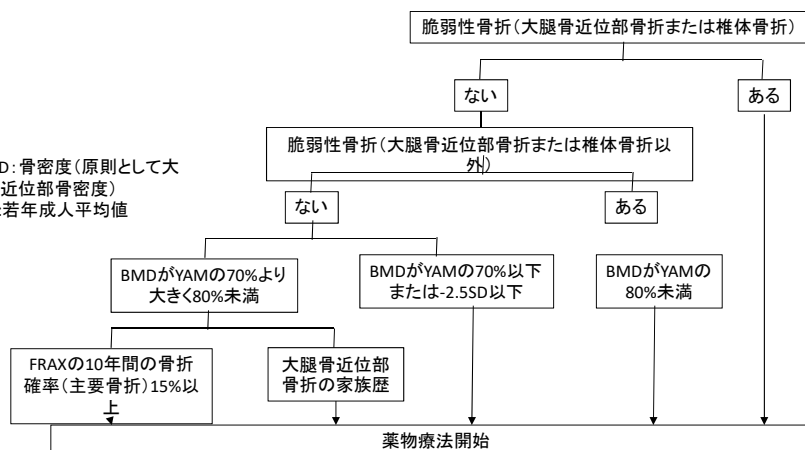 脆弱性骨折(大腿骨近位部骨折または椎体骨折)
ない
ある
脆弱性骨折(大腿骨近位部骨折または椎体骨折以
外)
D:骨密度(原則として大
近位部骨密度)
:若年成人平均値
ない
ある
BMDがYAMの70%より
大きく80%未満
BMDがYAMの70%以下
または-2.5SD以下
BMDがYAMの
80%未満
FRAXの10年間の骨折
確率(主要骨折)15%以
上
大腿骨近位部
骨折の家族歴
薬物療法開始